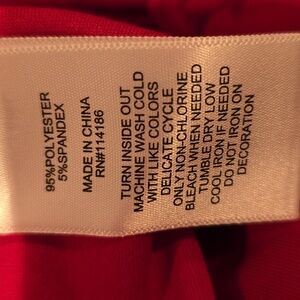 95%POLYESTER
5%SPANDEX
MADE IN CHINA
RN#114186
TURN INSIDE OUT
MACHINE WASH COLD
WITH LIKE COLORS
DELICATE CYCLE
ONLY NON-CHLORINE
BLEACH WHEN NEEDED
TUMBLE DRY LOW
COOL IRON IF NEEDED
DO NOT IRON ON
DECORATION